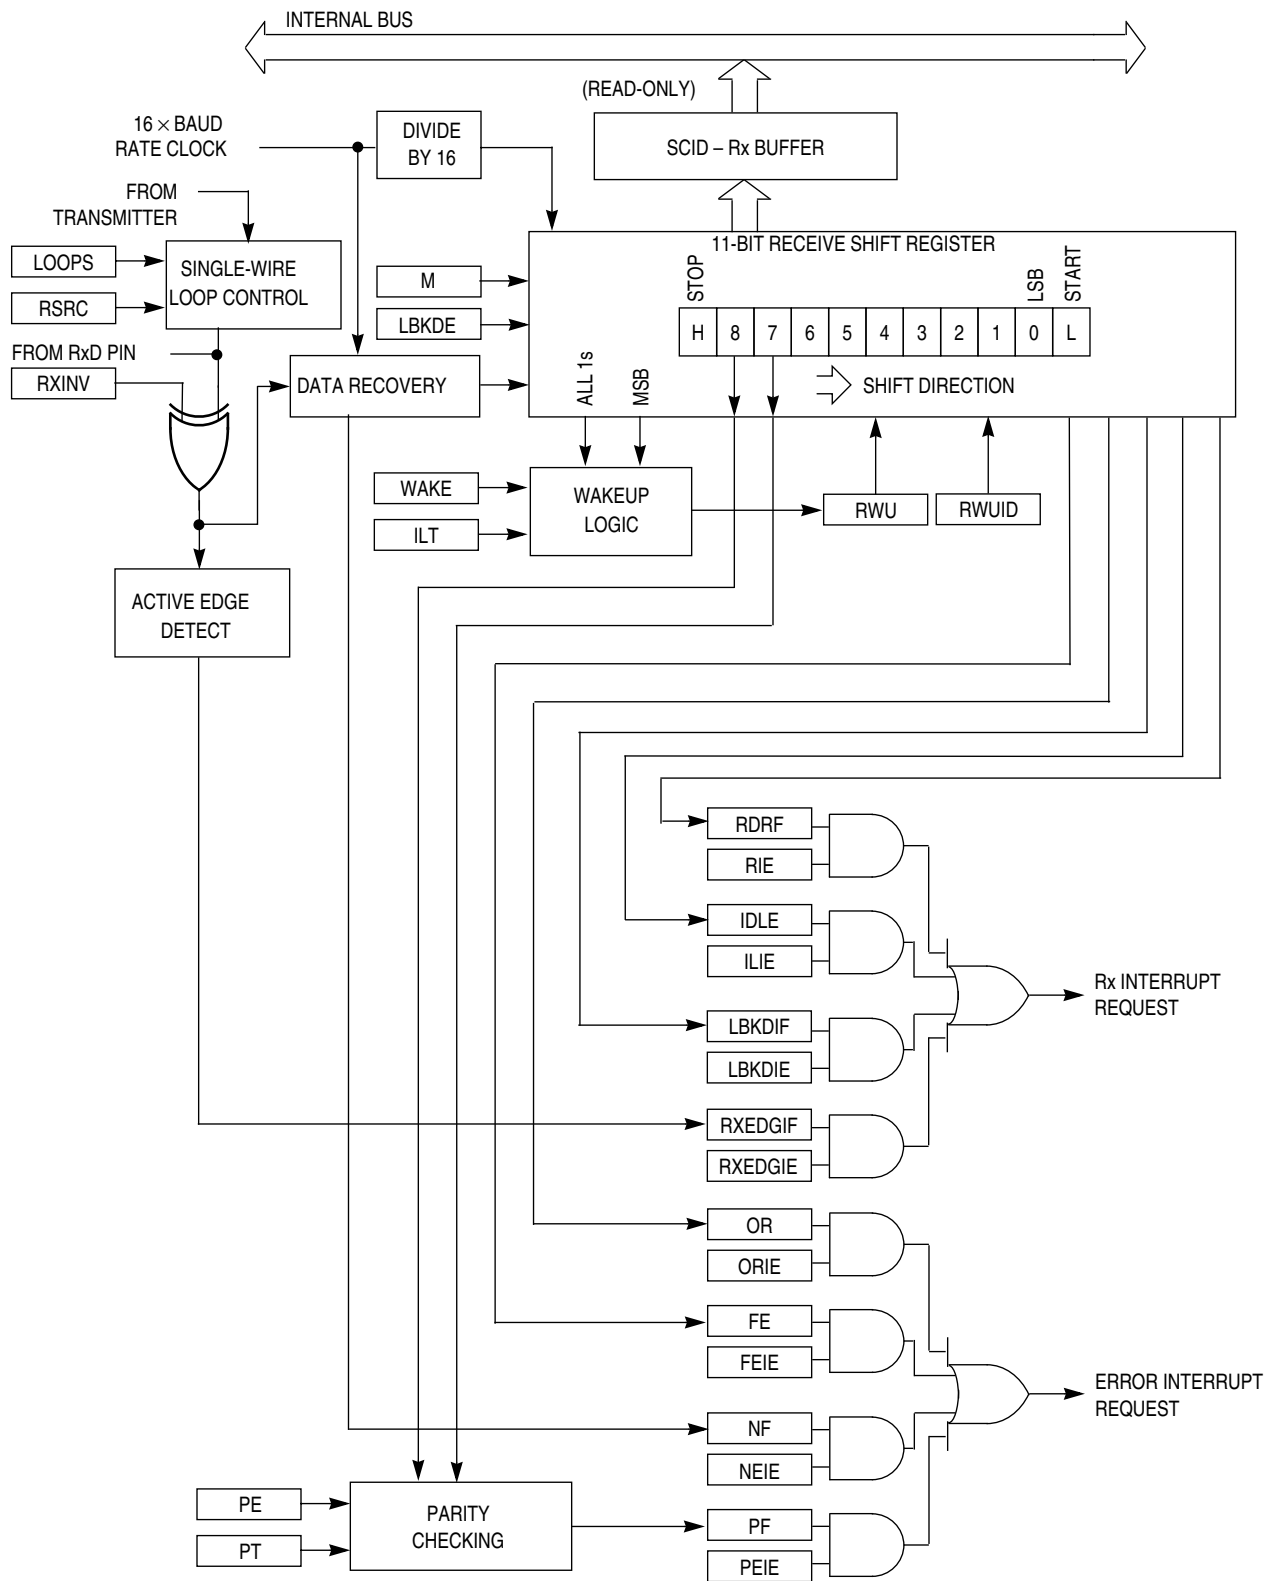 INTERNAL BUS
(READ-ONLY)
16 × BAUD
RATE CLOCK
DIVIDE
BY 16
SCID – Rx BUFFER
FROM
TRANSMITTER
11-BIT RECEIVE SHIFT REGISTER
LOOPS
RSRC
SINGLE-WIRE
LOOP CONTROL
M
LBKDE
STOP
LSB
START
H 8 7 6 5 4 3 2 1 0 L
FROM RxD PIN
RXINV
DATA RECOVERY
ALL 1s
MSB
SHIFT DIRECTION
WAKE
ILT
WAKEUP
LOGIC
RWU
RWUID
ACTIVE EDGE
DETECT
RDRF
RIE
IDLE
ILIE
Rx INTERRUPT
REQUEST
LBKDIF
LBKDIE
RXEDGIF
RXEDGIE
OR
ORIE
FE
FEIE
ERROR INTERRUPT
REQUEST
NF
NEIE
PE
PT
PARITY
CHECKING
PF
PEIE